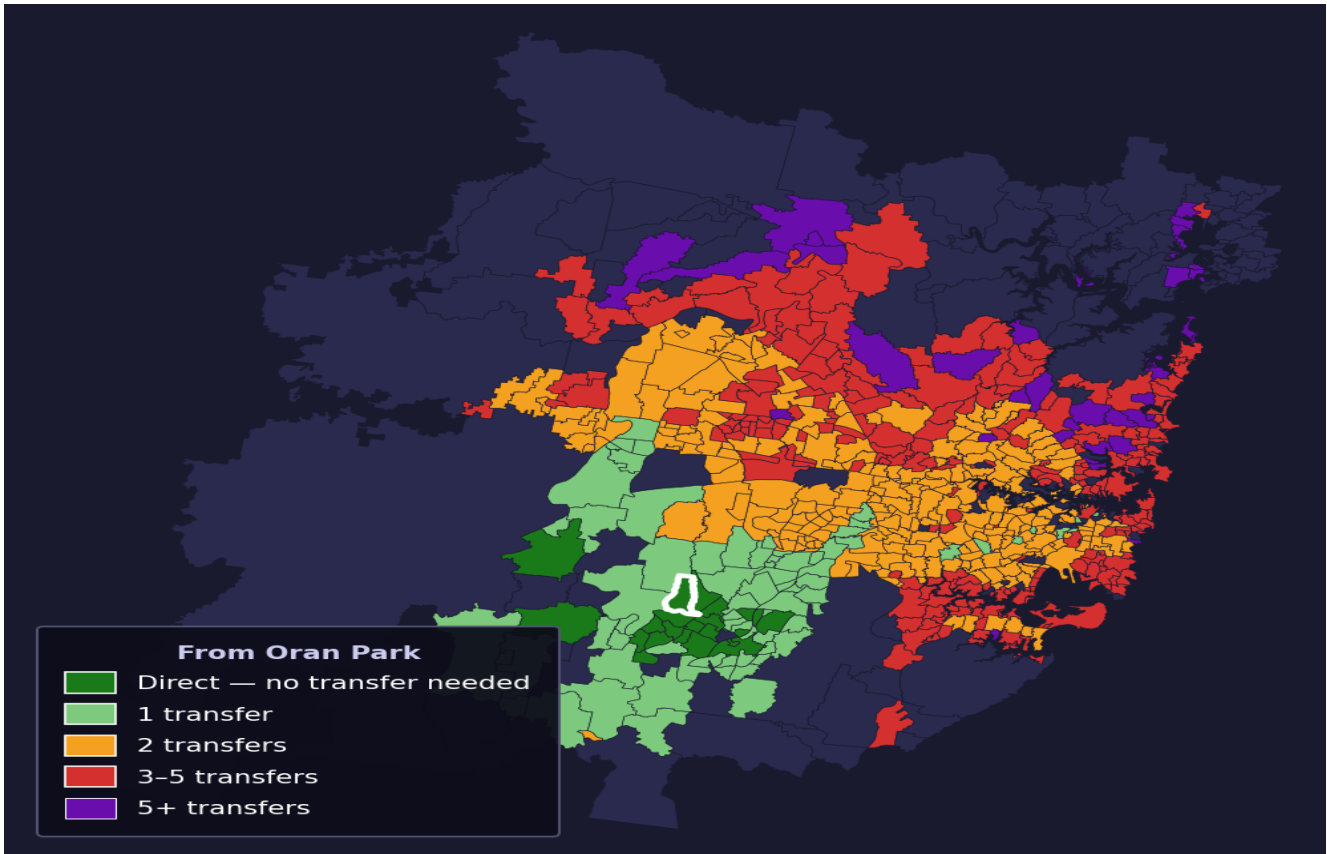 From Oran Park
Direct — no transfer needed
1 transfer
2 transfers
3–5 transfers
5+ transfers